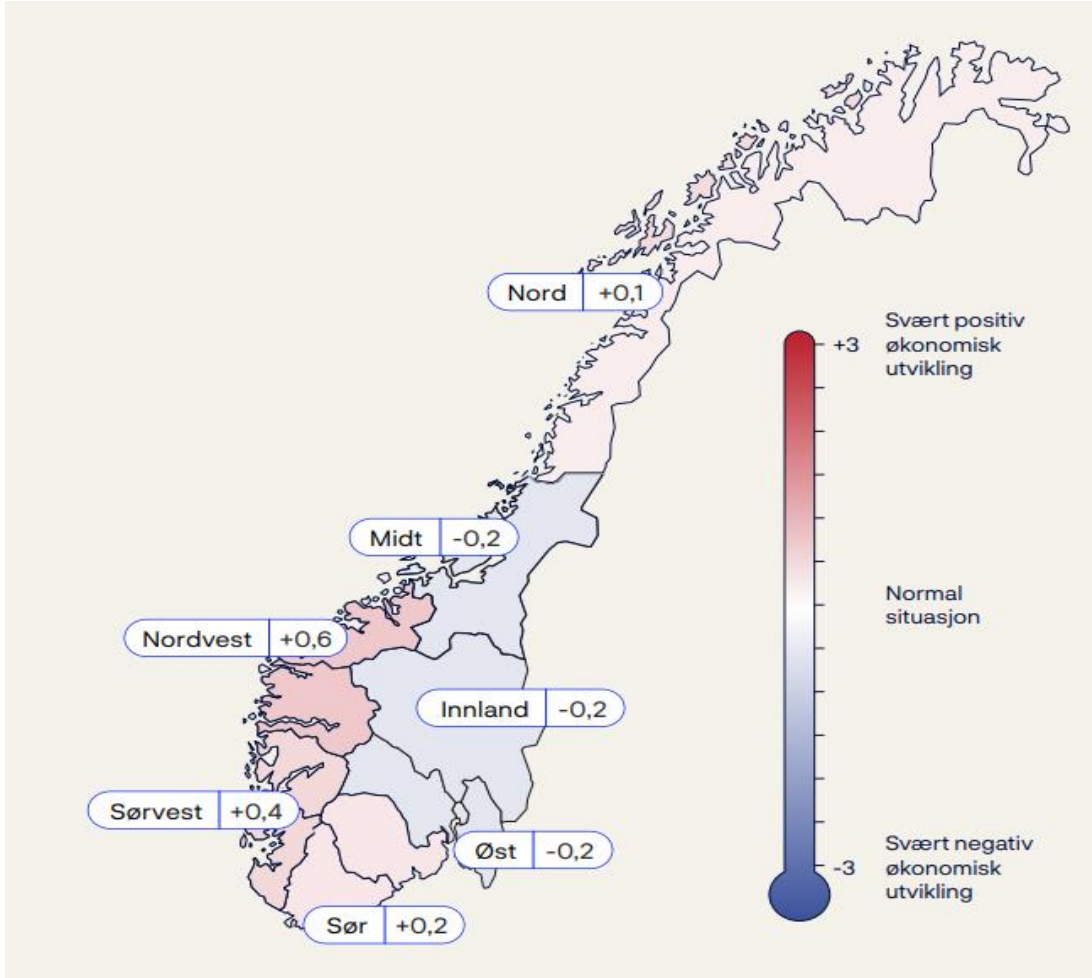 Nord +0,1
Svært positiv
+3 økonomisk
utvikling
Midt -0,2
Normal
situasjon
Nordvest +0,6
Innland -0,2
Sørvest +0,4
Øst -0,2
Svært negativ
-3 økonomisk
utvikling
Sør +0,2